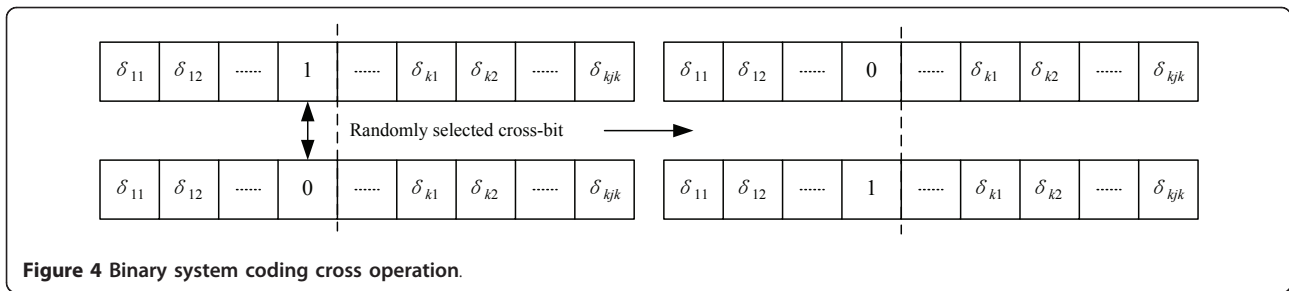 δ11 δ12 ...... 1 ...... δk1 δk2 ...... δkjk δ11 δ12 ...... 0 ...... δk1 δk2 ...... δkjk
Randomly selected cross-bit
δ11 δ12 ...... 0 ...... δk1 δk2 ...... δkjk δ11 δ12 ...... 1 ...... δk1 δk2 ...... δkjk
Figure 4 Binary system coding cross operation.